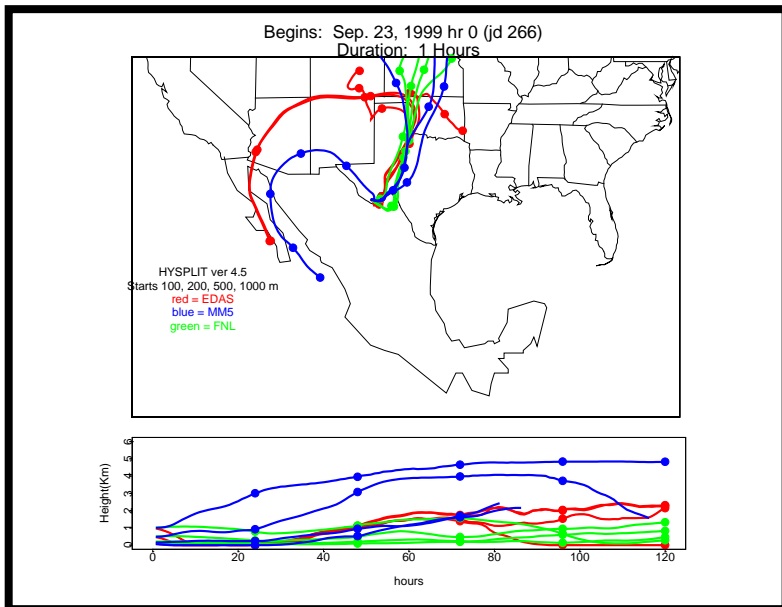 Begins: Sep. 23, 1999 hr 0 (jd 266)
Duration: 1 Hours
HYSPLIT ver 4.5
Starts 100, 200, 500, 1000 m
red = EDAS
blue = MM5
green = FNL
Height(Km)
6
5
4
3
2
1
0
0 20 40 60 80 100 120
hours